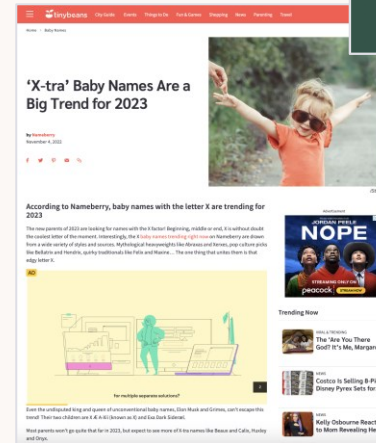 tinybeans City Guide Events Things to Do Fun & Games Shopping News Parenting Travel
Home › Baby Names
‘X-tra’ Baby Names Are a
Big Trend for 2023
by Nameberry
November 4, 2022
According to Nameberry, baby names with the letter X are trending for
2023
The new parents of 2023 are looking for names with the X factor! Beginning, middle or end, it is without doubt
the coolest letter of the moment. Interestingly, the X baby names trending right now on Nameberry are drawn
from a wide variety of styles and sources. Mythological heavyweights like and Xerxes, pop culture picks
like Bellatrix and Hendrix, quirky traditionals like Felix and Maxine… The one thing that unites them is that
edgy letter X.
AD
for multiple separate solutions?
Even the undisputed king and queen of unconventional baby names, Elon Musk and Grimes, can't escape this
trend! Their two children are X Æ A-Xii (known as X) and Exa Dark Sideræl.
Most parents won't go quite that far in 2023, but expect to see more of X-tra names like Beaux and Calix, Huxley
and Onyx.
Advertisement
JORDAN PEELE
NOPE
STREAMING ONLY ON
peacock STREAM NOW
Trending Now
VIRAL & TRENDING
The 'Are You There
God? It's Me, Margaret
NEWS
Costco Is Selling 8-Pi
Disney Pyrex Sets for
NEWS
Kelly Osbourne React
to Mom Revealing He